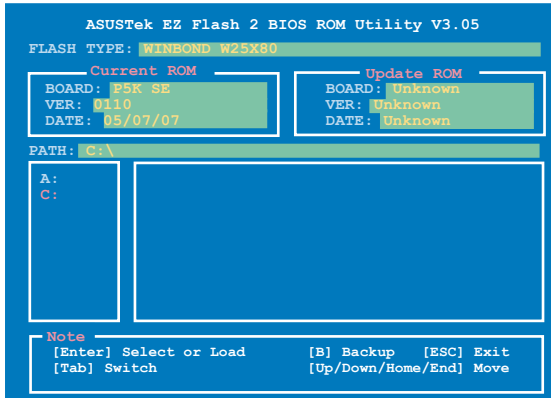 ASUSTek EZ Flash 2 BIOS ROM Utility V3.05
FLASH TYPE: WINBOND W25X80
Current ROM
BOARD: P5K SE
VER: 0110
DATE: 05/07/07
Update ROM
BOARD: Unknown
VER: Unknown
DATE: Unknown
PATH: C:\
A:
C:
Note
[Enter] Select or Load [B] Backup [ESC] Exit
[Tab] Switch [Up/Down/Home/End] Move